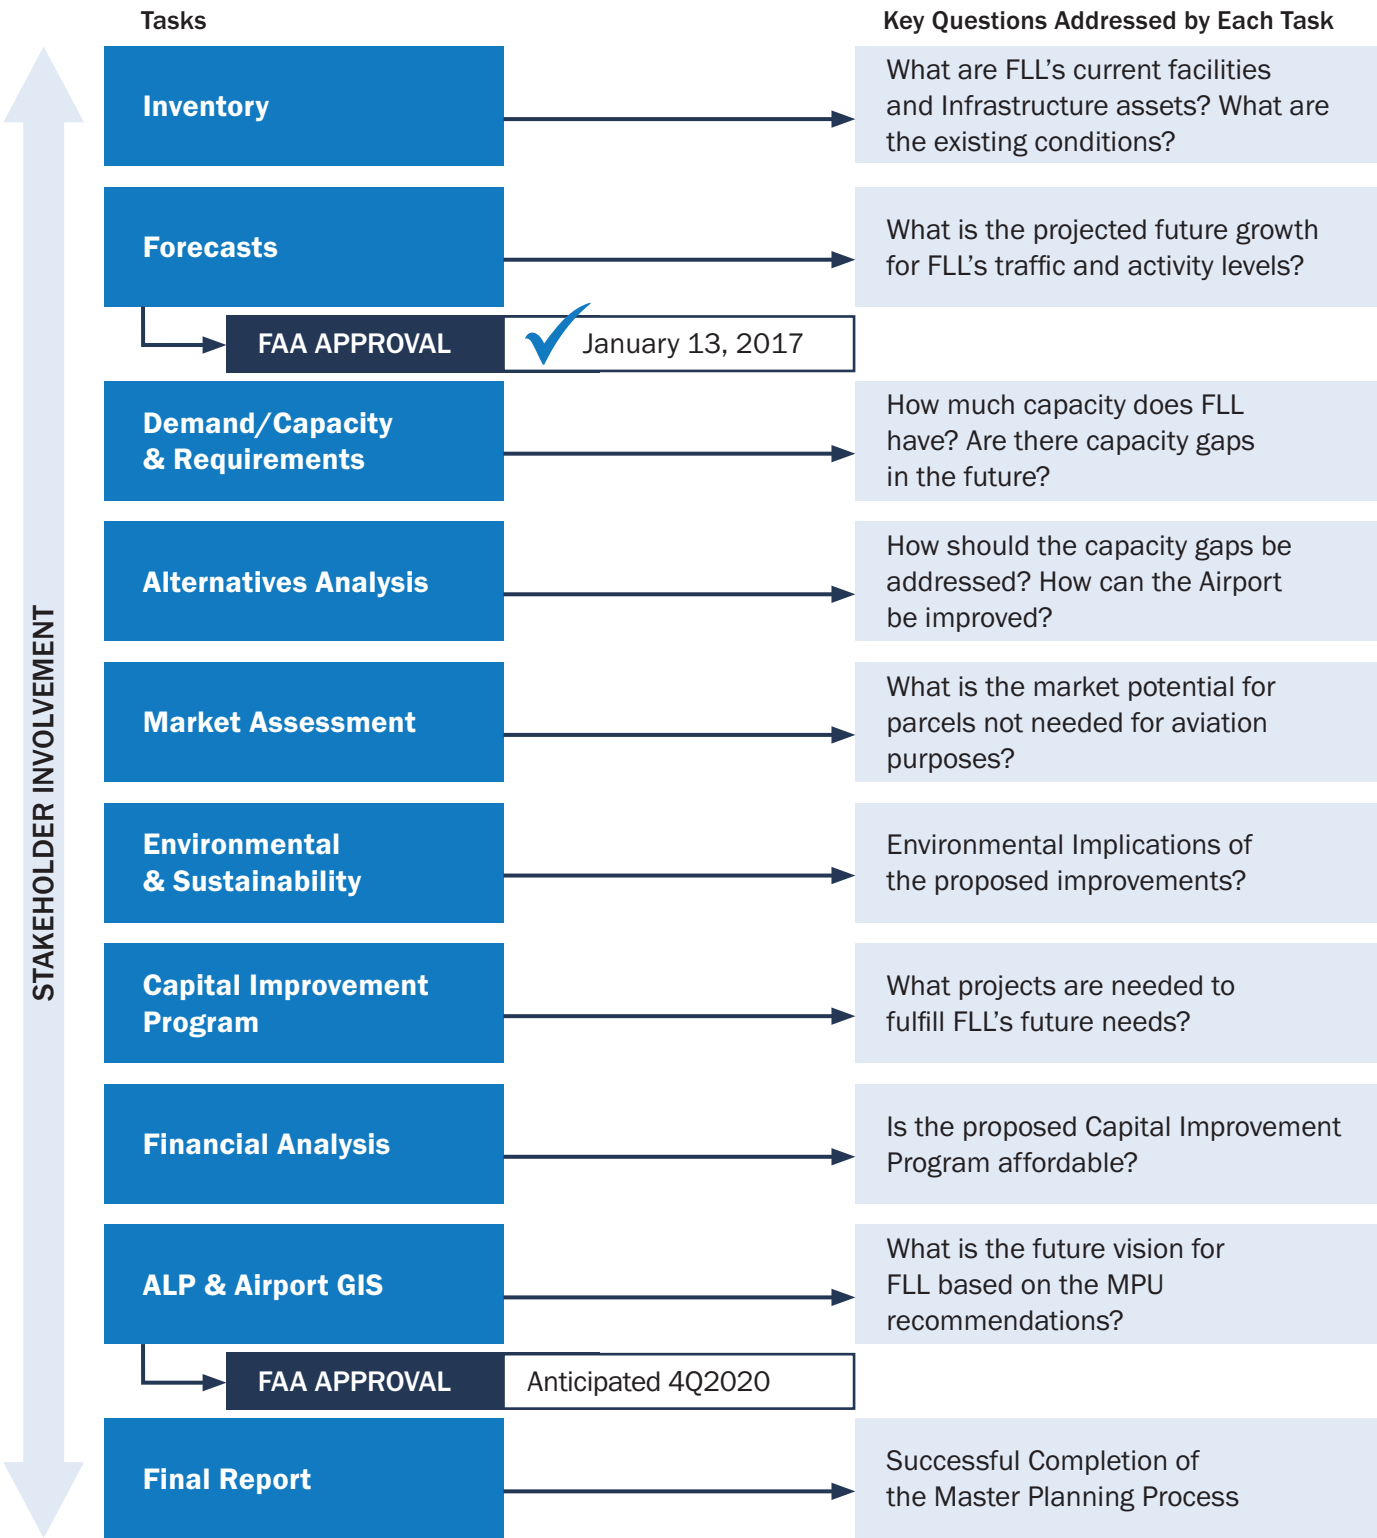 Tasks
Key Questions Addressed by Each Task
STAKEHOLDER INVOLVEMENT
Inventory
What are FLL’s current facilities
and Infrastructure assets? What are
the existing conditions?
Forecasts
What is the projected future growth
for FLL’s traffic and activity levels?
FAA APPROVAL
January 13, 2017
Demand/Capacity
& Requirements
How much capacity does FLL
have? Are there capacity gaps
in the future?
Alternatives Analysis
How should the capacity gaps be
addressed? How can the Airport
be improved?
Market Assessment
What is the market potential for
parcels not needed for aviation
purposes?
Environmental
& Sustainability
Environmental Implications of
the proposed improvements?
Capital Improvement
Program
What projects are needed to
fulfill FLL’s future needs?
Financial Analysis
Is the proposed Capital Improvement
Program affordable?
ALP & Airport GIS
What is the future vision for
FLL based on the MPU
recommendations?
FAA APPROVAL
Anticipated 4Q2020
Final Report
Successful Completion of
the Master Planning Process